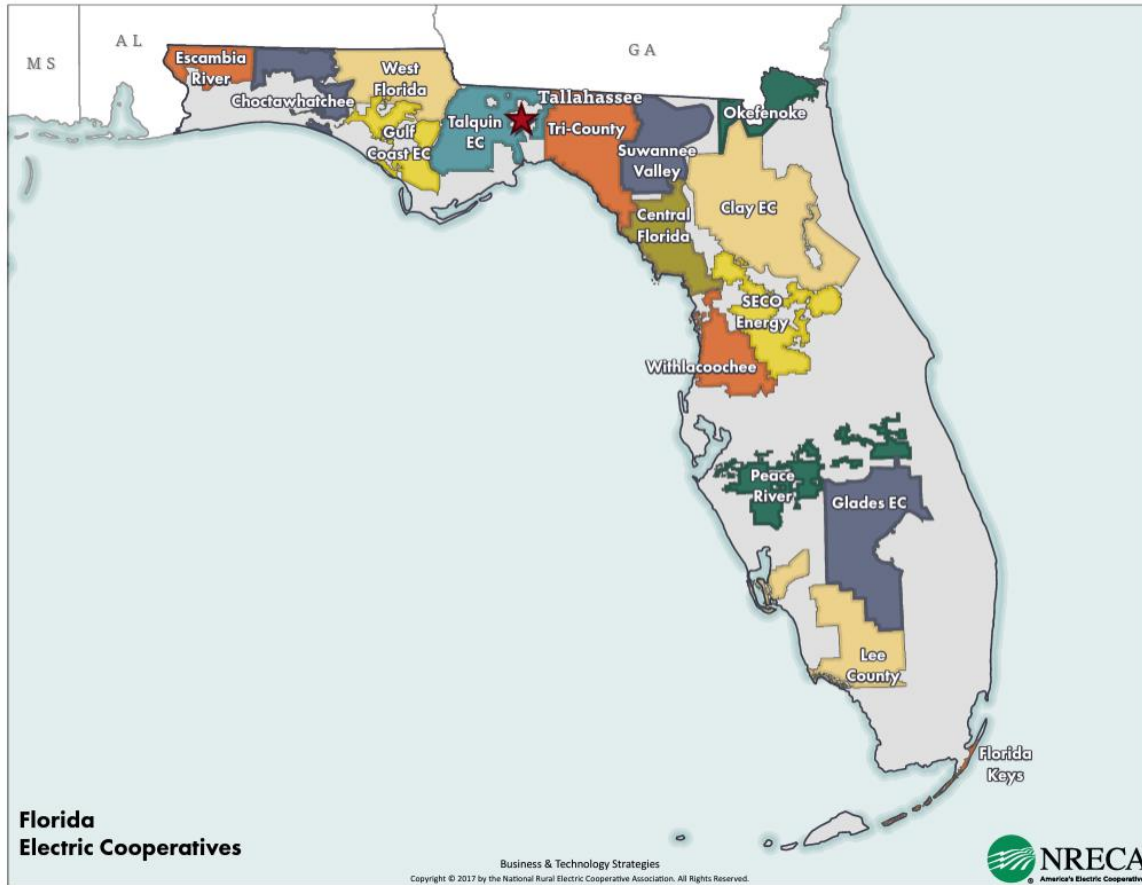 MS
AL
GA
Escambia
River
Choctawhatchee
West
Florida
Gulf
Coast EC
Talquin
EC
Tallahassee
Tri-County
Suwannee
Valley
Okefenoke
Central
Florida
Clay EC
SECO
Energy
Withlacoochee
Peace
River
Glades EC
Lee
County
Florida
Keys
Florida
Electric Cooperatives
Business & Technology Strategies
Copyright © 2017 by the National Rural Electric Cooperative Association. All Rights Reserved.
NRECA
America's Electric Cooperatives